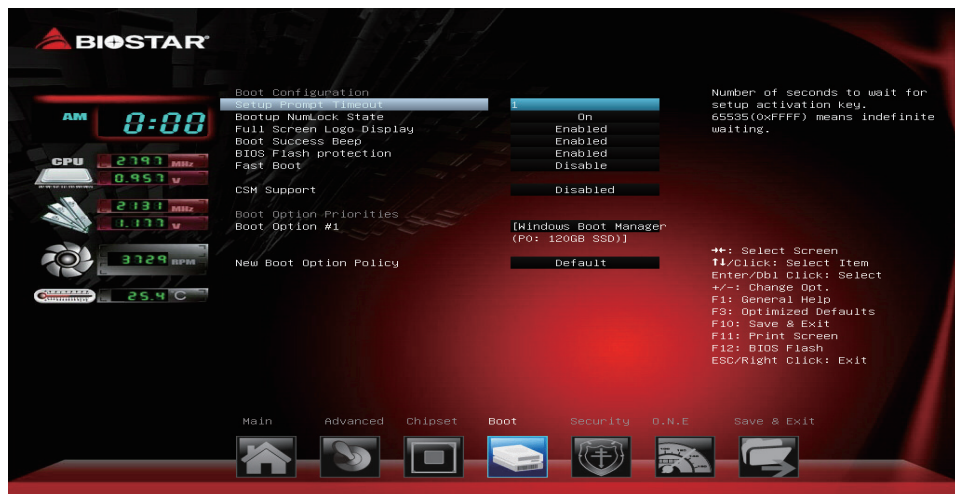 BIOSTAR
Boot Configuration
Setup Prompt Timeout 1
Bootup NumLock State On
Full Screen Logo Display Enabled
Boot Success Beep Enabled
BIOS Flash protection Enabled
Fast Boot Disable
CSM Support Disabled
Boot Option Priorities
Boot Option #1 [Windows Boot Manager
(P0: 120GB SSD)]
New Boot Option Policy Default
AM 0:00
CPU 2797 MHz
0.957 V
2131 MHz
1.177 V
3729 RPM
25.4 C
Number of seconds to wait for
setup activation key.
65535(0xFFFF) means indefinite
waiting.
→←: Select Screen
↑↓/Click: Select Item
Enter/Dbl Click: Select
+/-: Change Opt.
F1: General Help
F3: Optimized Defaults
F10: Save & Exit
F11: Print Screen
F12: BIOS Flash
ESC/Right Click: Exit
Main Advanced Chipset Boot Security O.N.E Save & Exit